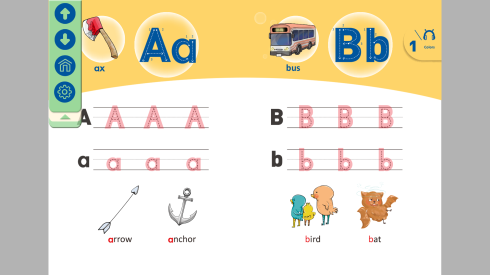 Aa
ax
Bb
bus
1
A A A A
B B B B
a a a a
b b b b
arrow
anchor
bird
bat